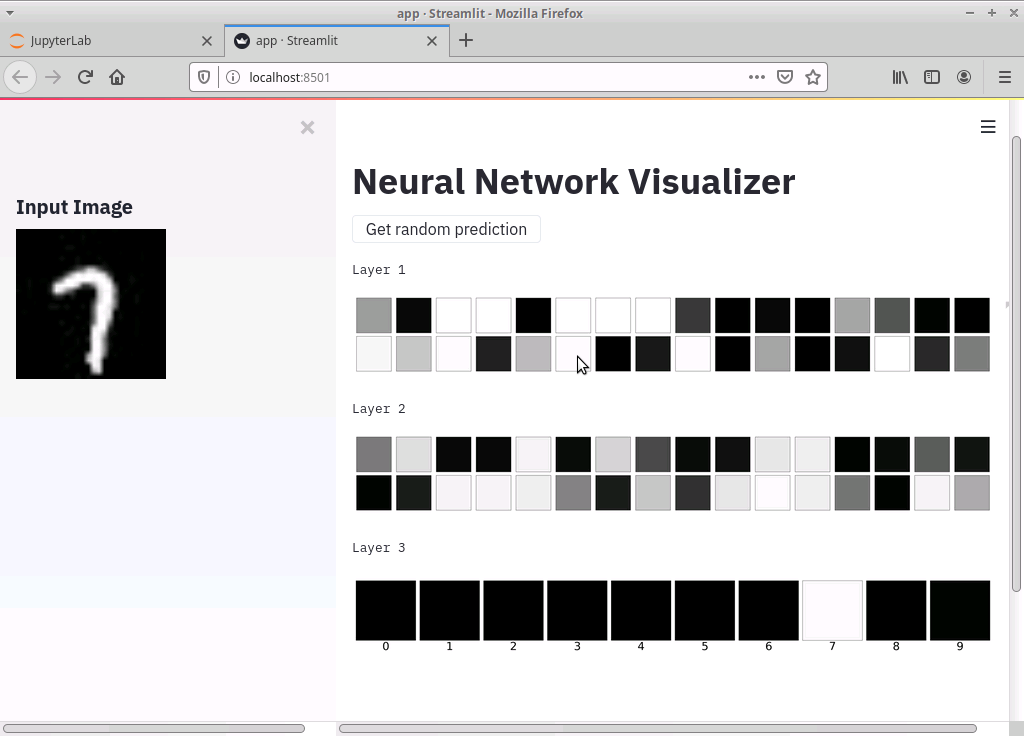 app · Streamlit - Mozilla Firefox
JupyterLab
app · Streamlit
localhost:8501
Input Image
Neural Network Visualizer
Get random prediction
Layer 1
Layer 2
Layer 3
0 1 2 3 4 5 6 7 8 9